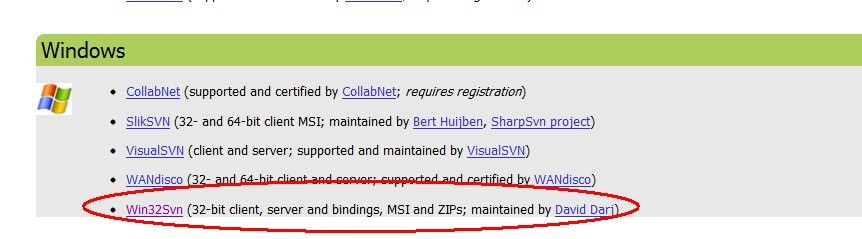 Windows
CollabNet (supported and certified by CollabNet; requires registration)
SlikSVN (32- and 64-bit client MSI; maintained by Bert Huijben, SharpSvn project)
VisualSVN (client and server; supported and maintained by VisualSVN)
WANdisco (32- and 64-bit client and server; supported and certified by WANdisco)
Win32Svn (32-bit client, server and bindings, MSI and ZIPs; maintained by David Darj)